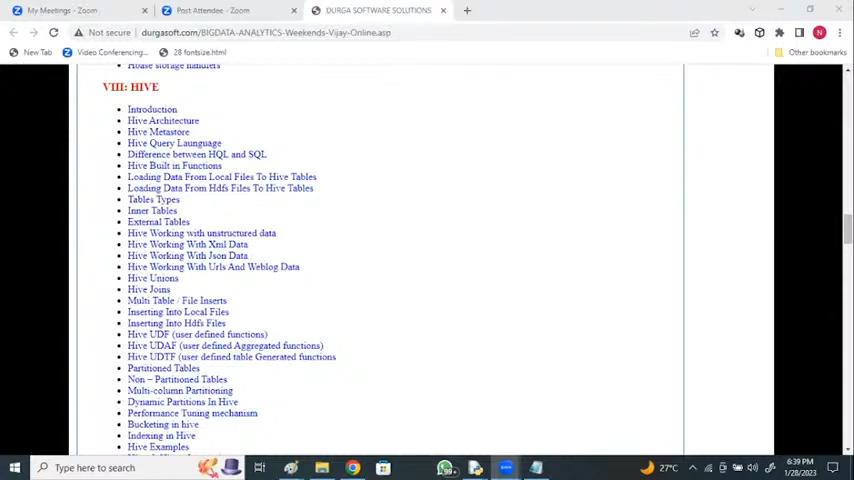 My Meetings - Zoom
Post Attendee - Zoom
DURGA SOFTWARE SOLUTIONS
Not secure
durgasoft.com/BIGDATA-ANALYTICS-Weekends-Vijay-Online.asp
N
New Tab
Video Conferencing...
28 fontsize.html
Other bookmarks
Hbase storage handlers
VIII: HIVE
Introduction
Hive Architecture
Hive Metastore
Hive Query Launguage
Difference between HQL and SQL
Hive Built in Functions
Loading Data From Local Files To Hive Tables
Loading Data From Hdfs Files To Hive Tables
Tables Types
Inner Tables
External Tables
Hive Working with unstructured data
Hive Working With Xml Data
Hive Working With Json Data
Hive Working With Urls And Weblog Data
Hive Unions
Hive Joins
Multi Table / File Inserts
Inserting Into Local Files
Inserting Into Hdfs Files
Hive UDF (user defined functions)
Hive UDAF (user defined Aggregated functions)
Hive UDTF (user defined table Generated functions
Partitioned Tables
Non – Partitioned Tables
Multi-column Partitioning
Dynamic Partitions In Hive
Performance Tuning mechanism
Bucketing in hive
Indexing in Hive
Hive Examples
Type here to search
99+
27°C
6:39 PM
1/28/2023